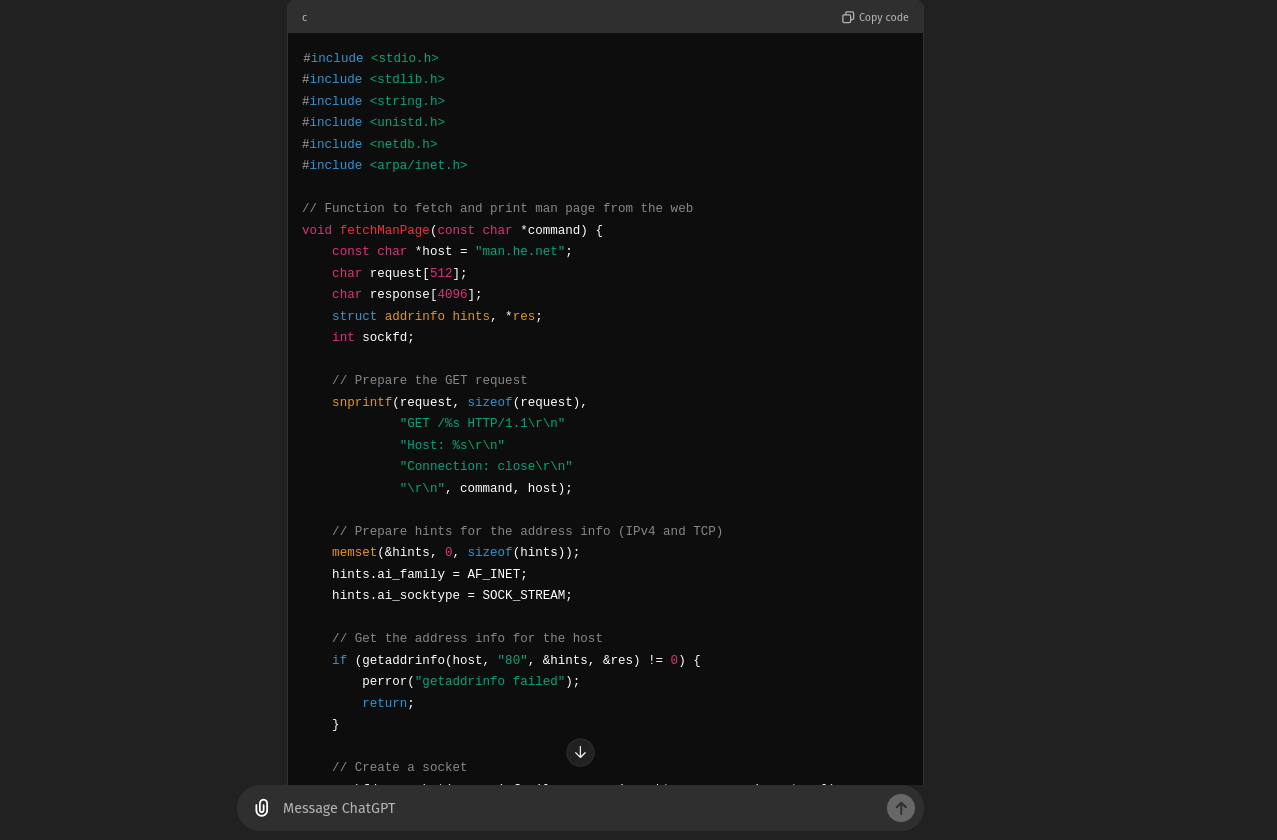 c
Copy code
#include <stdio.h>
#include <stdlib.h>
#include <string.h>
#include <unistd.h>
#include <netdb.h>
#include <arpa/inet.h>

// Function to fetch and print man page from the web
void fetchManPage(const char *command) {
    const char *host = "man.he.net";
    char request[512];
    char response[4096];
    struct addrinfo hints, *res;
    int sockfd;

    // Prepare the GET request
    snprintf(request, sizeof(request),
             "GET /%s HTTP/1.1\r\n"
             "Host: %s\r\n"
             "Connection: close\r\n"
             "\r\n", command, host);

    // Prepare hints for the address info (IPv4 and TCP)
    memset(&hints, 0, sizeof(hints));
    hints.ai_family = AF_INET;
    hints.ai_socktype = SOCK_STREAM;

    // Get the address info for the host
    if (getaddrinfo(host, "80", &hints, &res) != 0) {
        perror("getaddrinfo failed");
        return;
    }

    // Create a socket
Message ChatGPT